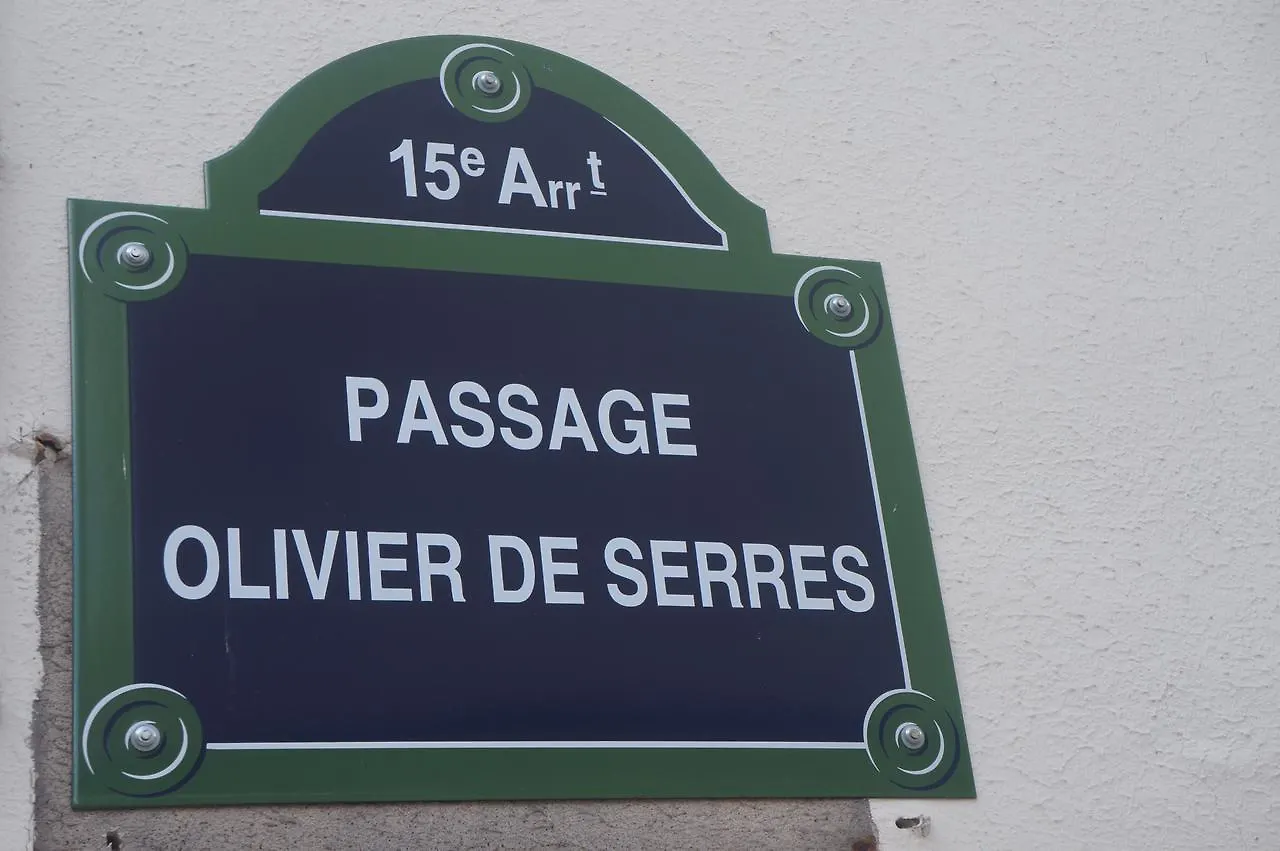 15e Arrt
PASSAGE
OLIVIER DE SERRES